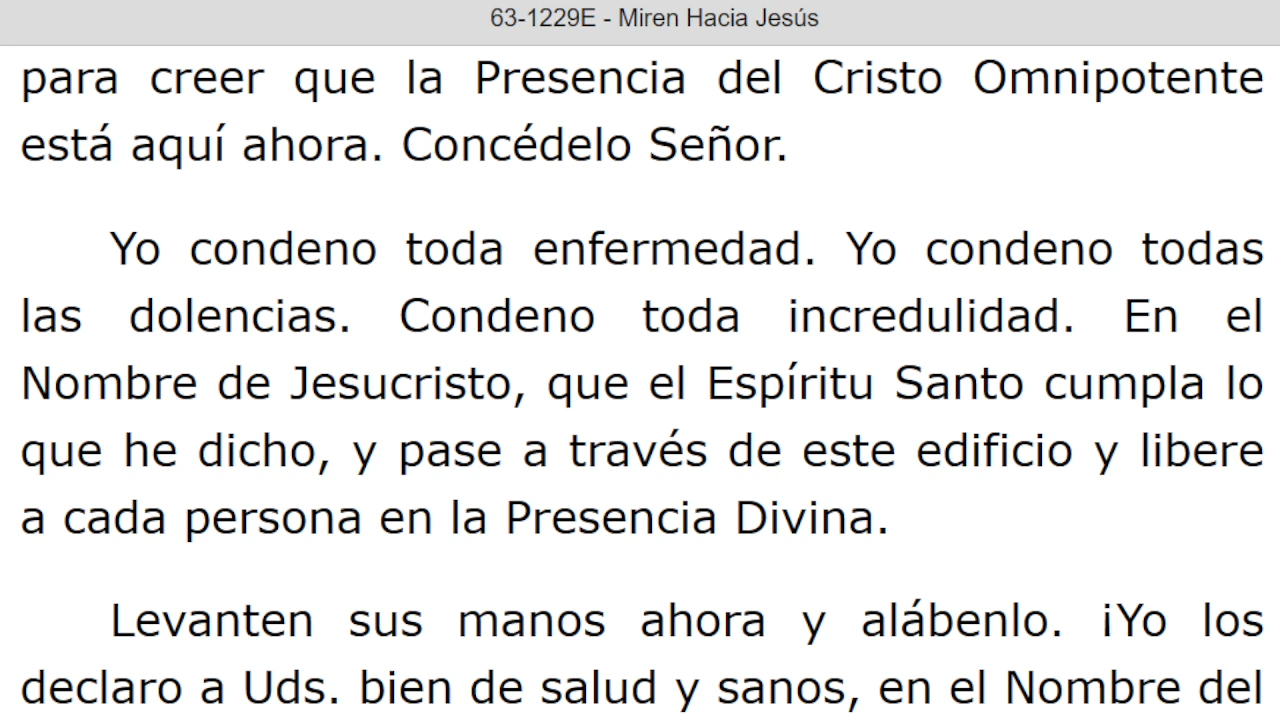 63-1229E - Miren Hacia Jesús
para creer que la Presencia del Cristo Omnipotente
está aquí ahora. Concédelo Señor.
Yo condeno toda enfermedad. Yo condeno todas
las dolencias. Condeno toda incredulidad. En el
Nombre de Jesucristo, que el Espíritu Santo cumpla lo
que he dicho, y pase a través de este edificio y libere
a cada persona en la Presencia Divina.
Levanten sus manos ahora y alábenlo. ¡Yo los
declaro a Uds. bien de salud y sanos, en el Nombre del